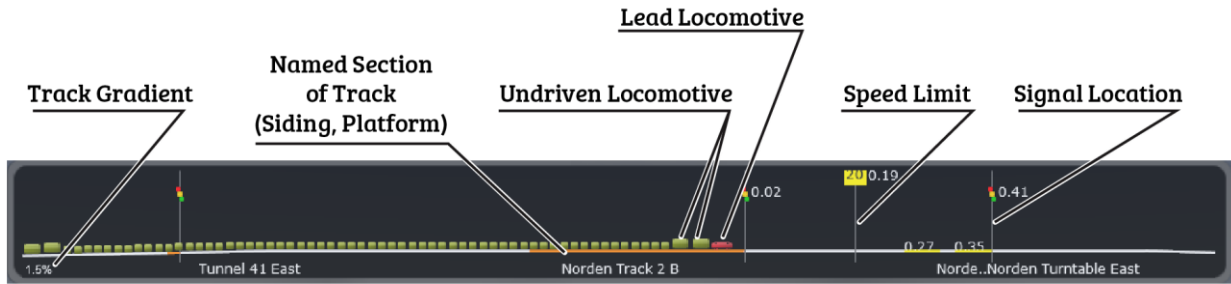 Lead Locomotive
Named Section
of Track
(Siding, Platform)
Track Gradient
Undriven Locomotive
Speed Limit
Signal Location
20 0.19
0.02
0.41
0.27 0.35
1.5%
Tunnel 41 East
Norden Track 2 B
Norde..Norden Turntable East